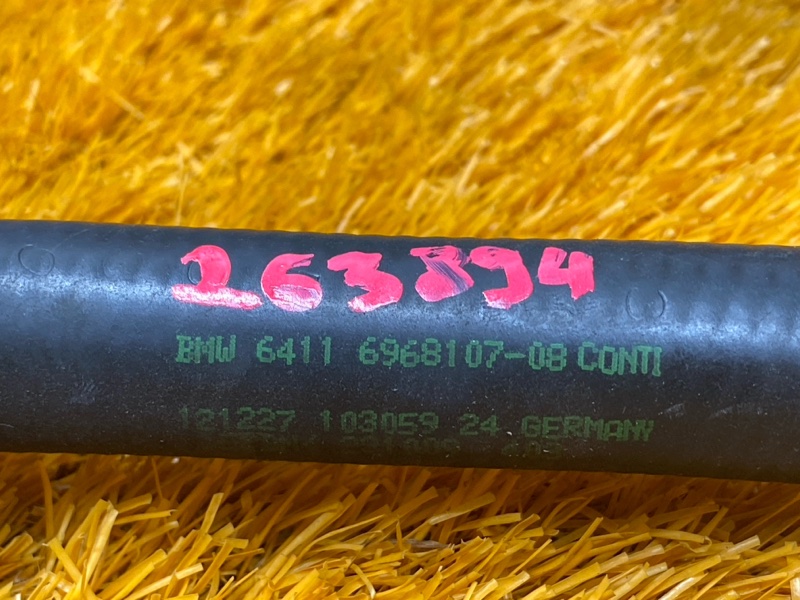 263894
BMW 6411 6968107-08 CONTI
121227 103059 24 GERMANY